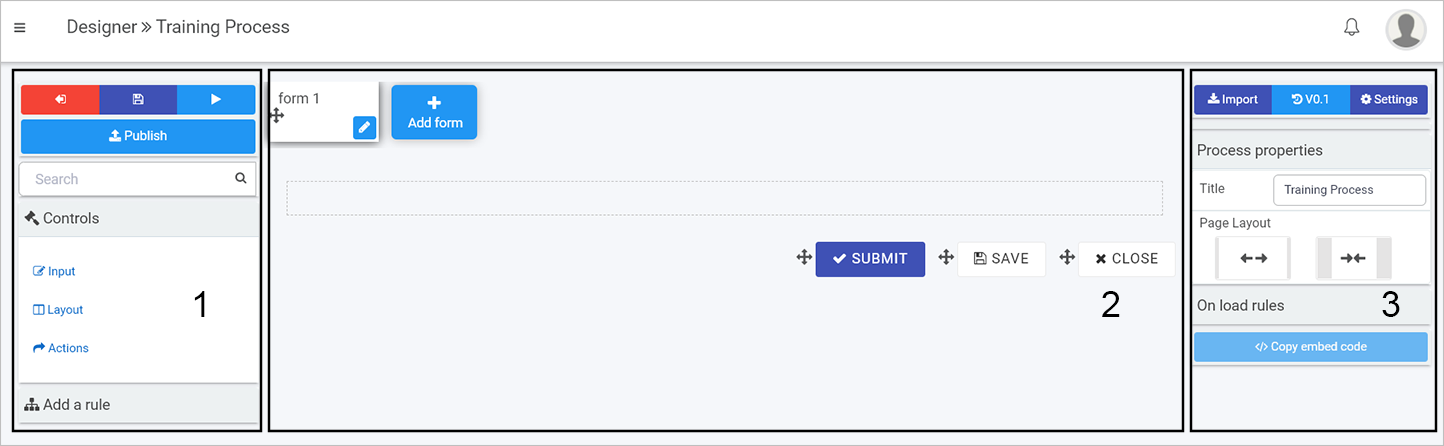 Designer » Training Process
Publish
Search
Controls
Input
Layout
Actions
Add a rule
1
form 1
Add form
SUBMIT
SAVE
CLOSE
2
Import
V0.1
Settings
Process properties
Title
Training Process
Page Layout
On load rules
3
</> Copy embed code